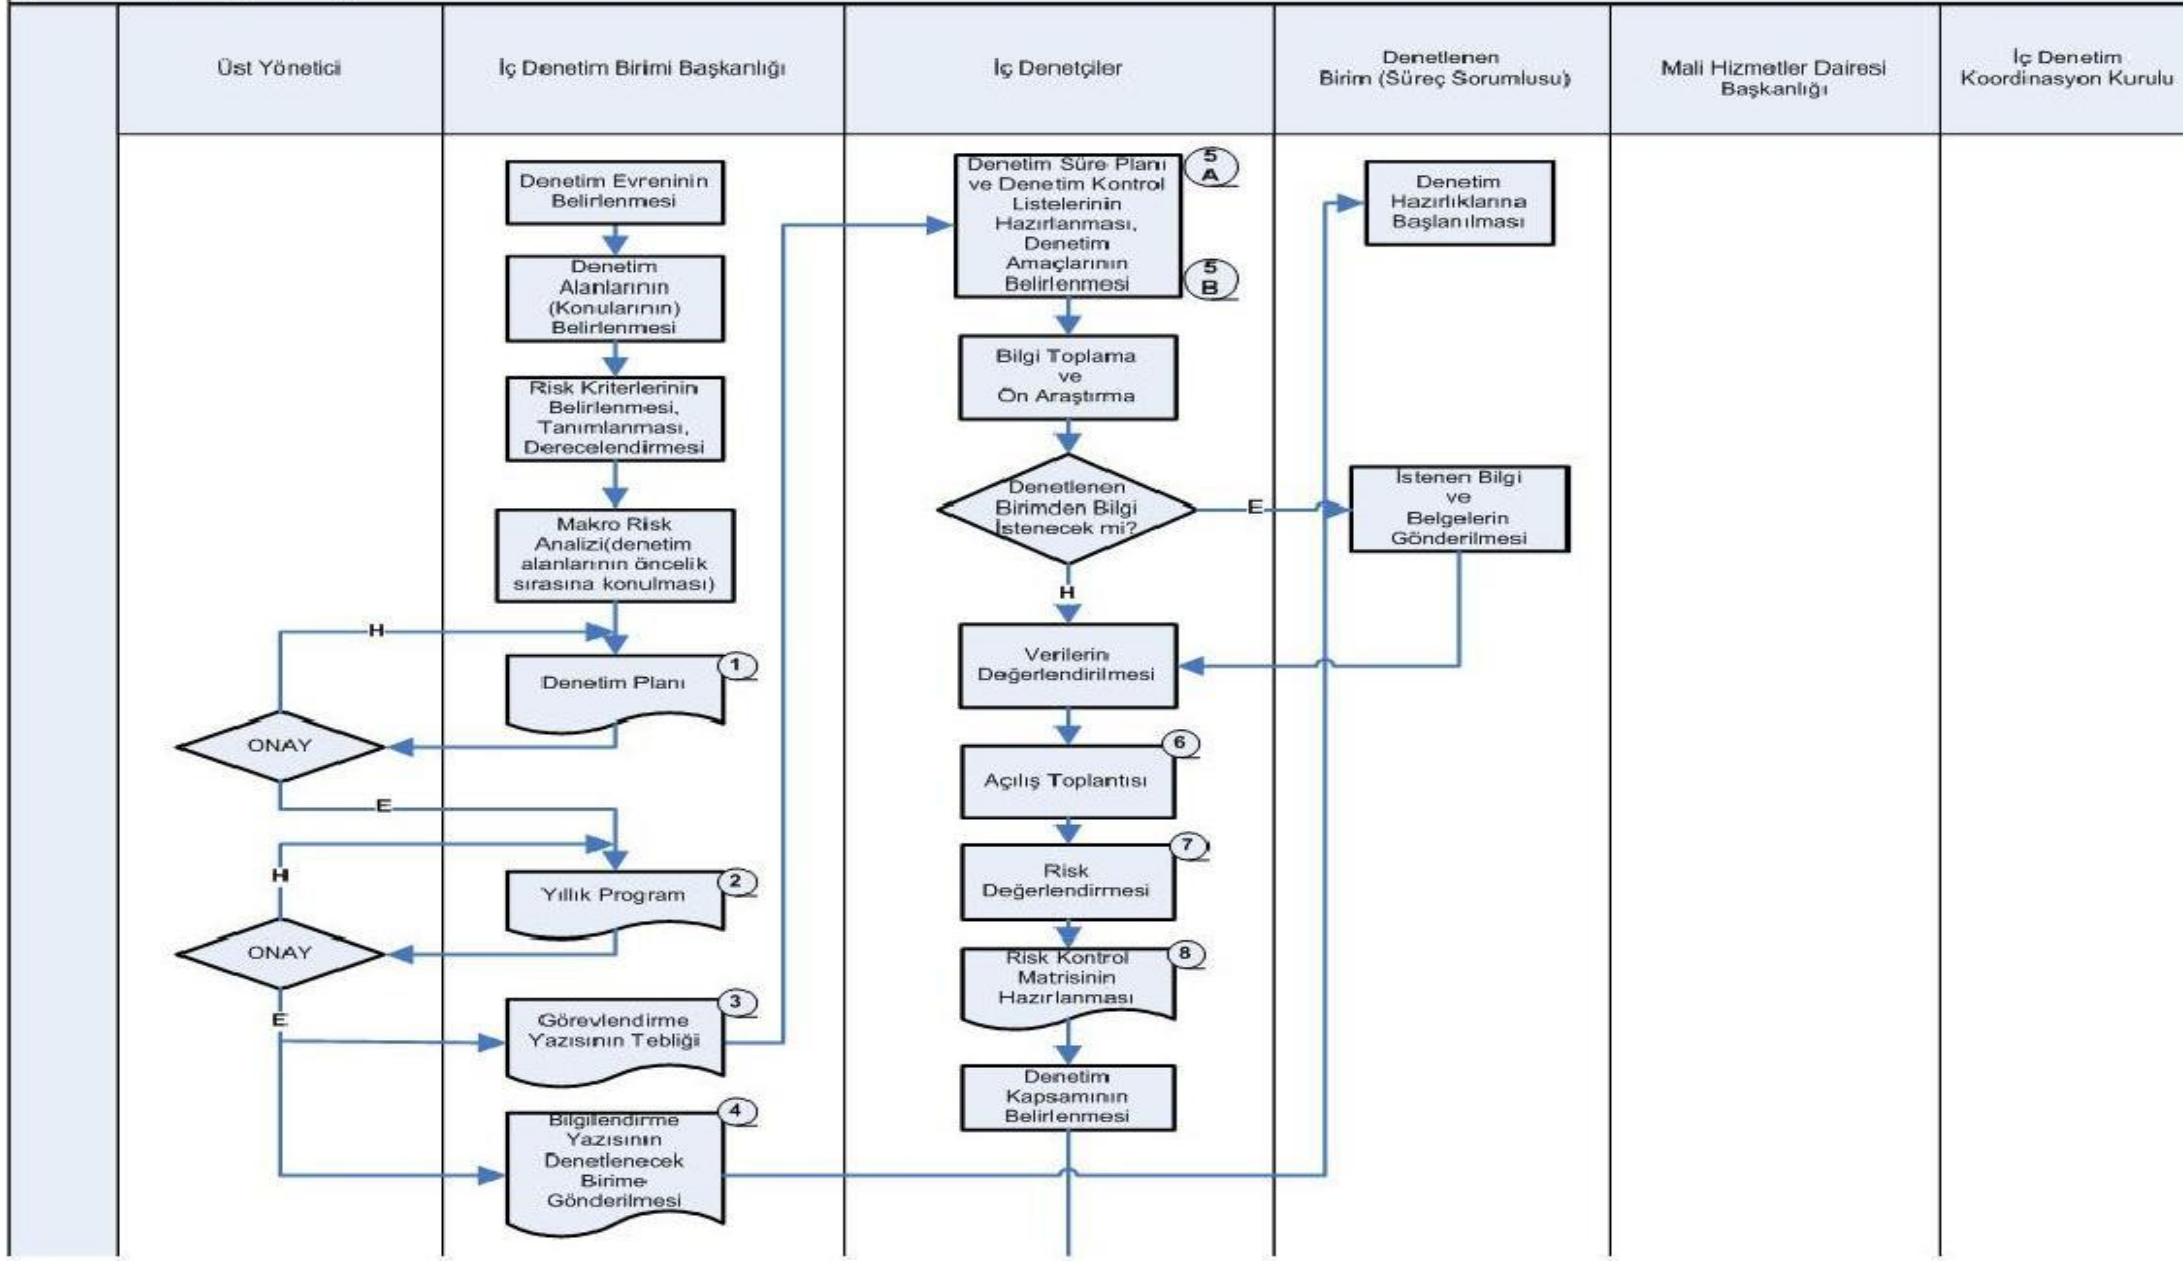 Üst Yönetici
İç Denetim Birimi Başkanlığı
İç Denetçiler
Denetlenen
Birim (Süreç Sorumlusu)
Mali Hizmetler Dairesi
Başkanlığı
İç Denetim
Koordinasyon Kurulu
Denetim Evreninin
Belirlenmesi
Denetim
Alanlarının
(Konularının)
Belirlenmesi
Risk Kriterlerinin
Belirlenmesi,
Tanımlanması,
Derecelendirmesi
Makro Risk
Analizi(denetim
alanlarının öncelik
sırasına konulması)
H
1
Denetim Planı
ONAY
E
H
2
Yıllık Program
ONAY
E
3
Görevlendirme
Yazısının Tebliği
4
Bilgilendirme
Yazısının
Denetlenecek
Birime
Gönderilmesi
Denetim Süre Planı
ve Denetim Kontrol
Listelerinin
Hazırlanması,
Denetim
Amaçlarının
Belirlenmesi
5
A
5
B
Bilgi Toplama
ve
Ön Araştırma
Denetlenen
Birimden Bilgi
İstenecek mi?
E
H
Verilerin
Değerlendirilmesi
6
Açılış Toplantısı
7
Risk
Değerlendirmesi
8
Risk Kontrol
Matrisinin
Hazırlanması
Denetim
Kapsamının
Belirlenmesi
Denetim
Hazırlıklarına
Başlanılması
İstenen Bilgi
ve
Belgelerin
Gönderilmesi